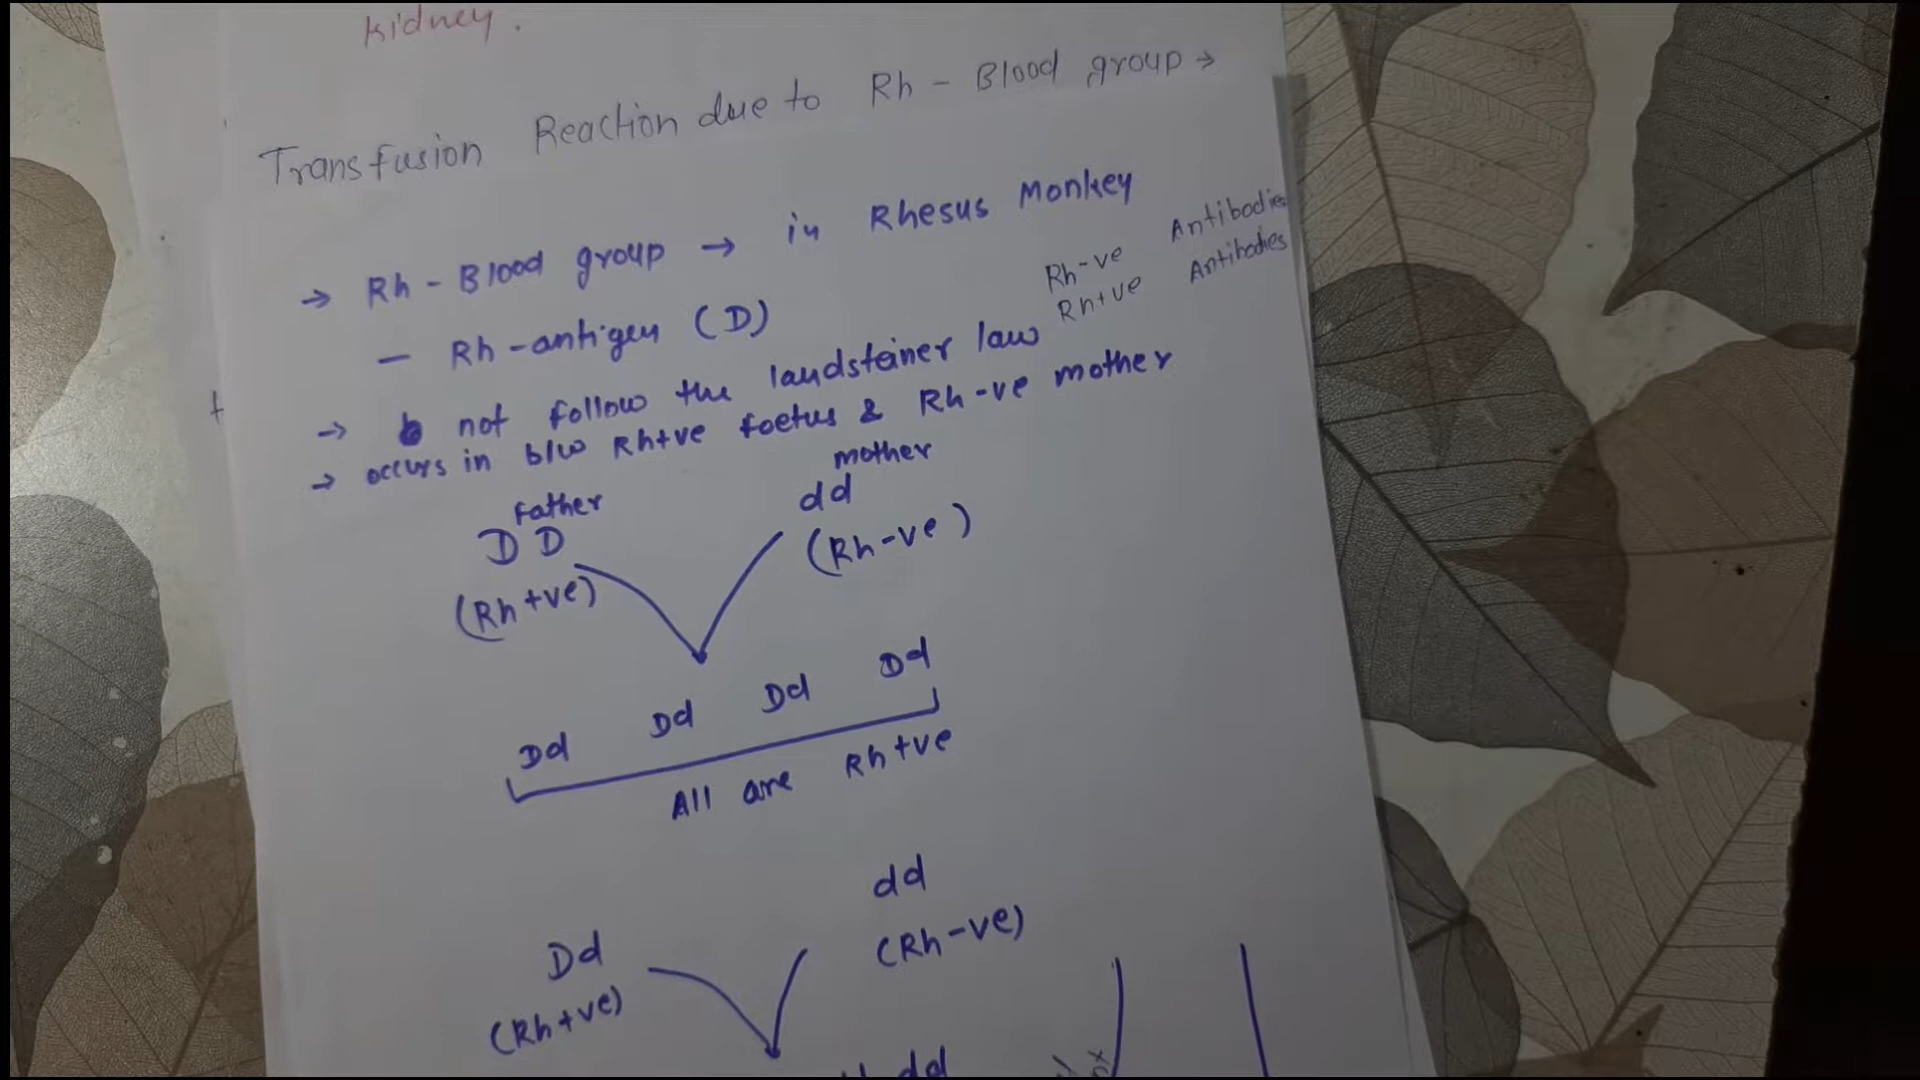 kidney.
Transfusion Reaction due to Rh - Blood group →
→ Rh - Blood group → in Rhesus Monkey
- Rh -antigen (D)
Rh-ve Antibodies
Rh+ve Antibodies
→ not follow the landsteiner law
→ occurs in b/w Rh+ve foetus & Rh-ve mother
Father mother
DD dd
(Rh+ve) (Rh-ve)
Dd Dd Dd Dd
All are Rh+ve
Dd dd
(Rh+ve) (Rh-ve)
dd